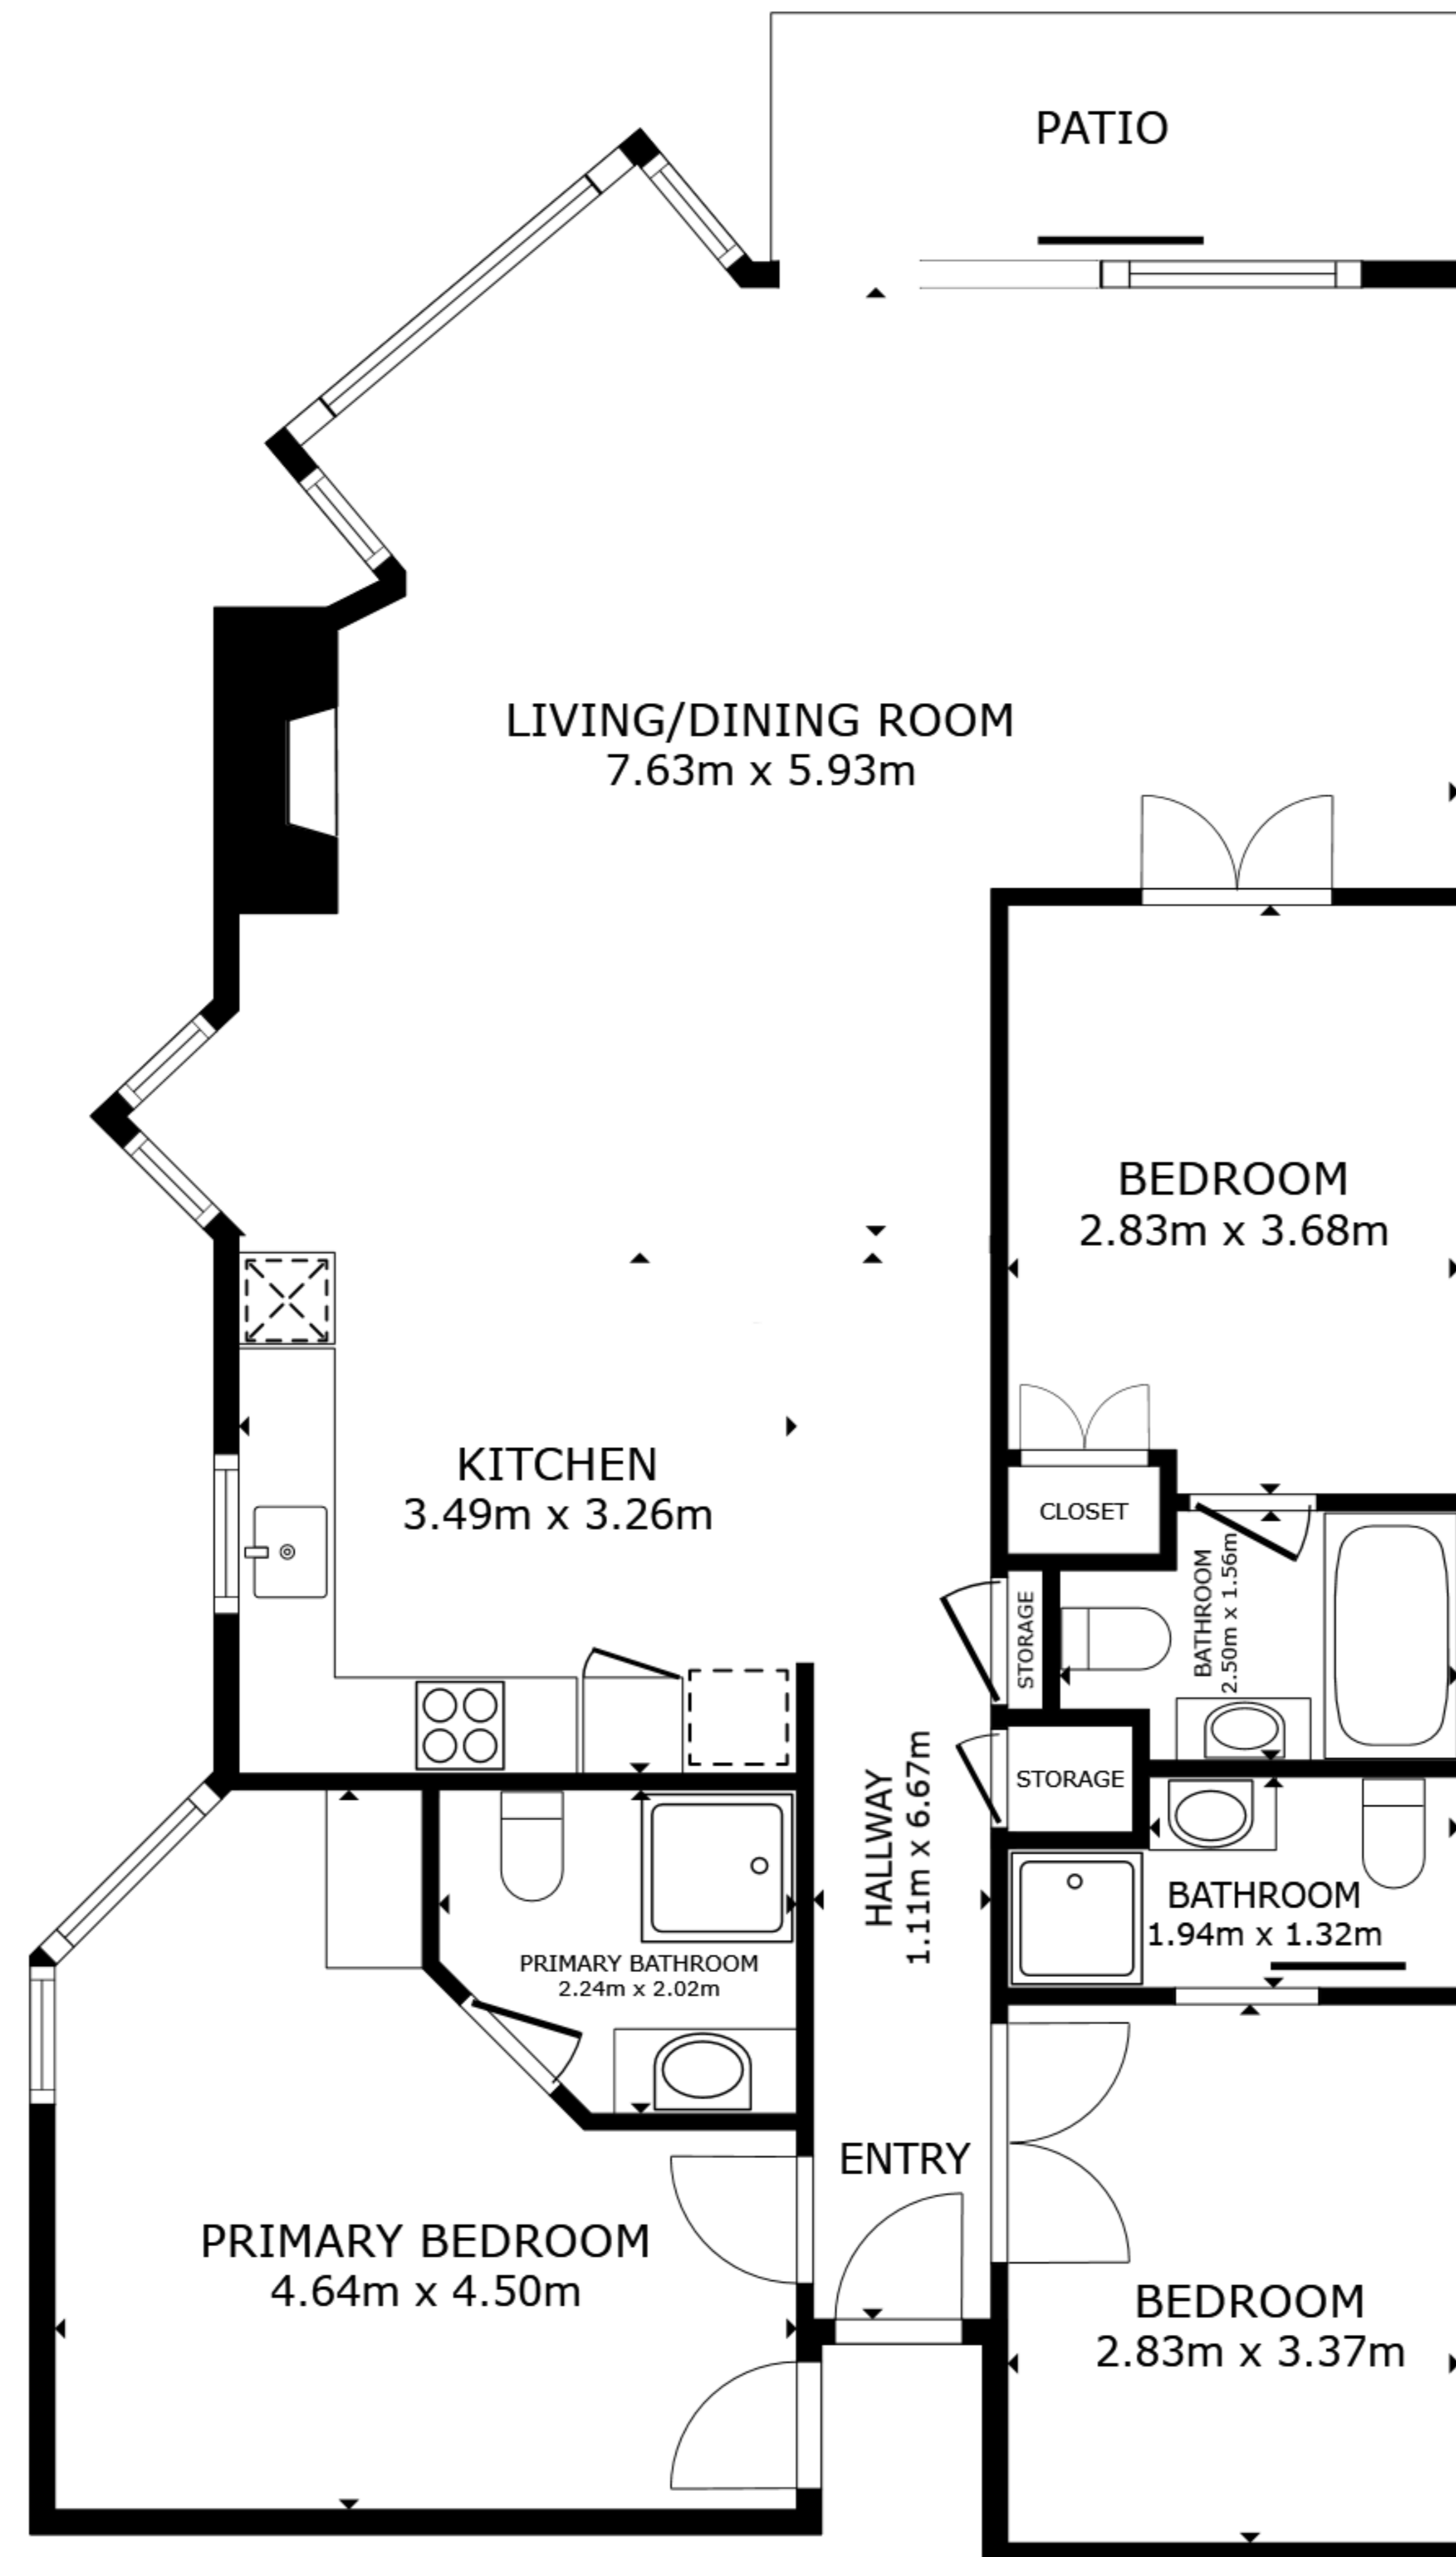 PATIO
LIVING/DINING ROOM
7.63m x 5.93m
BEDROOM
2.83m x 3.68m
KITCHEN
3.49m x 3.26m
CLOSET
STORAGE
BATHROOM
2.50m x 1.56m
STORAGE
HALLWAY
1.11m x 6.67m
BATHROOM
1.94m x 1.32m
PRIMARY BATHROOM
2.24m x 2.02m
ENTRY
PRIMARY BEDROOM
4.64m x 4.50m
BEDROOM
2.83m x 3.37m